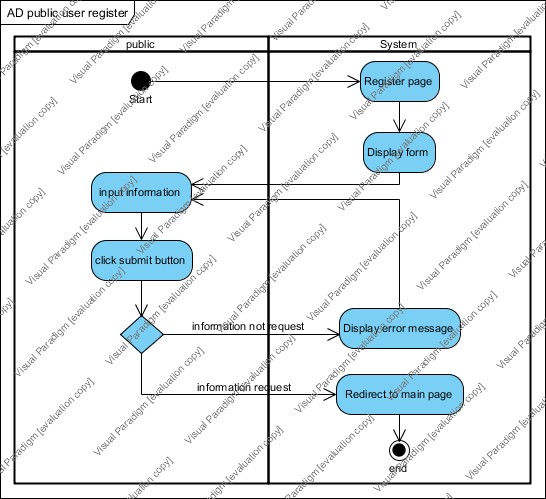 AD public user register
public
System
Start
Register page
Display form
input information
click submit button
information not request
Display error message
information request
Redirect to main page
end
Visual Paradigm [evaluation copy]